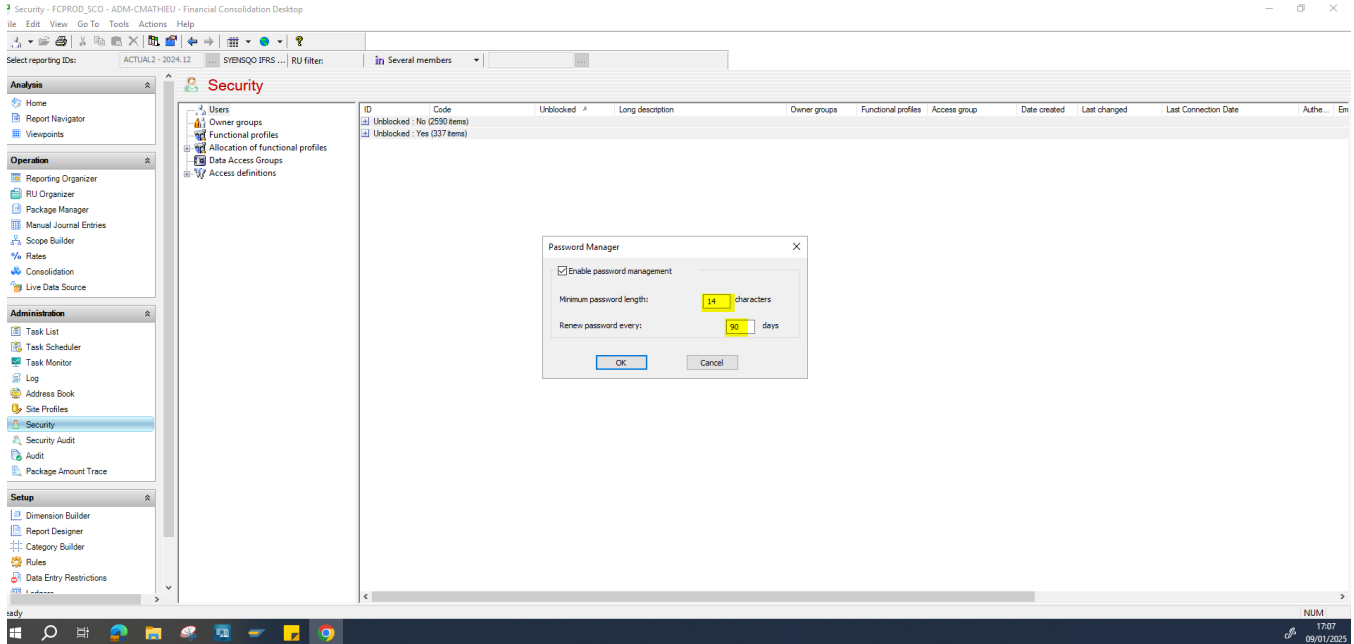 Security - FCPROD_SCO - ADM-CMATHIEU - Financial Consolidation Desktop
ile Edit View Go To Tools Actions Help
Select reporting IDs: ACTUAL2 - 2024.12 ... SYENSQO IFRS ... RU filter: in Several members ...
Analysis
Home
Report Navigator
Viewpoints
Operation
Reporting Organizer
RU Organizer
Package Manager
Manual Journal Entries
Scope Builder
Rates
Consolidation
Live Data Source
Administration
Task List
Task Scheduler
Task Monitor
Log
Address Book
Site Profiles
Security
Security Audit
Audit
Package Amount Trace
Setup
Dimension Builder
Report Designer
Category Builder
Rules
Data Entry Restrictions
Security
Users
Owner groups
Functional profiles
Allocation of functional profiles
Data Access Groups
Access definitions
ID Code Unblocked Long description Owner groups Functional profiles Access group Date created Last changed Last Connection Date Authe... Em
Unblocked : No (2590 items)
Unblocked : Yes (337 items)
Password Manager
Enable password management
Minimum password length: 14 characters
Renew password every: 90 days
OK Cancel
eady NUM
17:07
09/01/2025